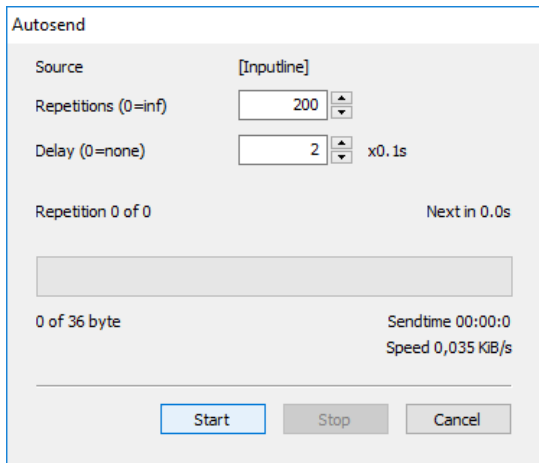 Autosend
Source [Inputline]
Repetitions (0=inf) 200
Delay (0=none) 2 x0.1s
Repetition 0 of 0 Next in 0.0s
0 of 36 byte Sendtime 00:00:0
Speed 0,035 KiB/s
Start Stop Cancel